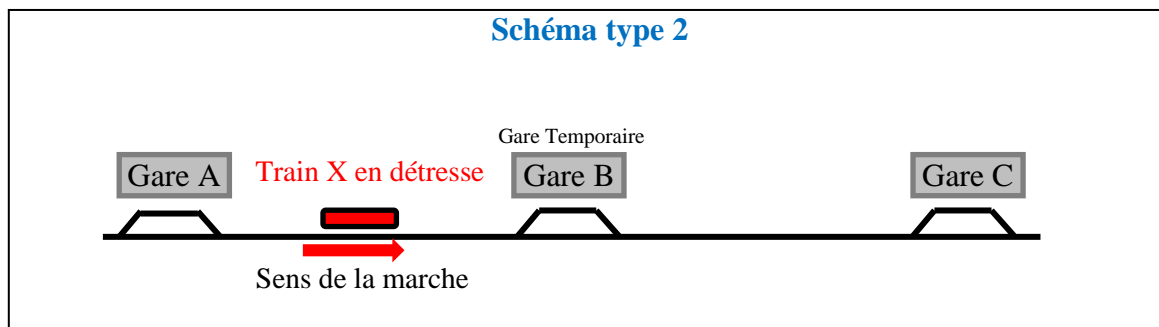 Schéma type 2
Gare Temporaire
Gare A
Train X en détresse
Gare B
Gare C
Sens de la marche